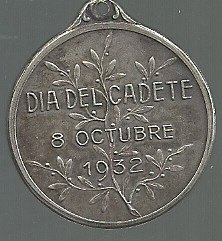 DIA DEL CADETE
8 OCTUBRE
1932